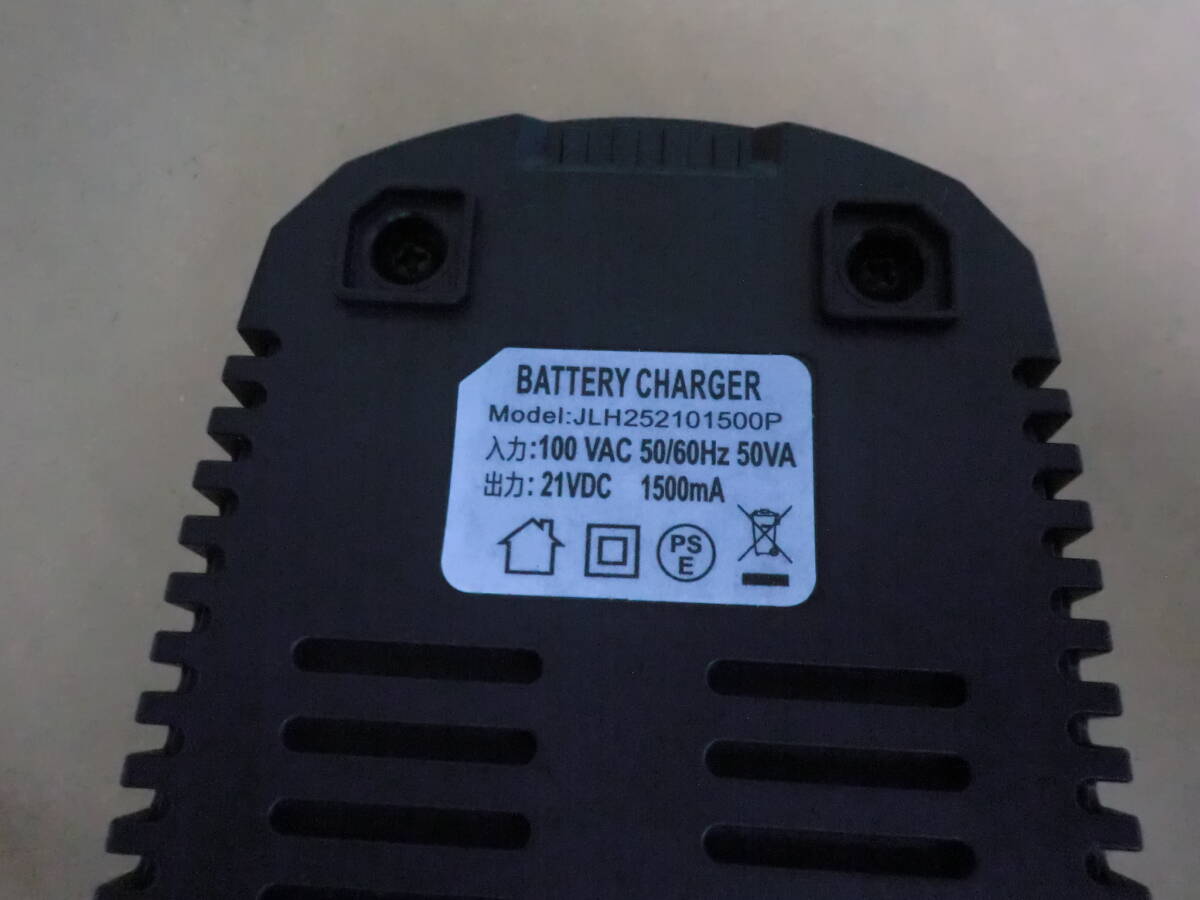 BATTERY CHARGER
Model:JLH252101500P
入力:100 VAC 50/60Hz 50VA
出力: 21VDC 1500mA
PS
E